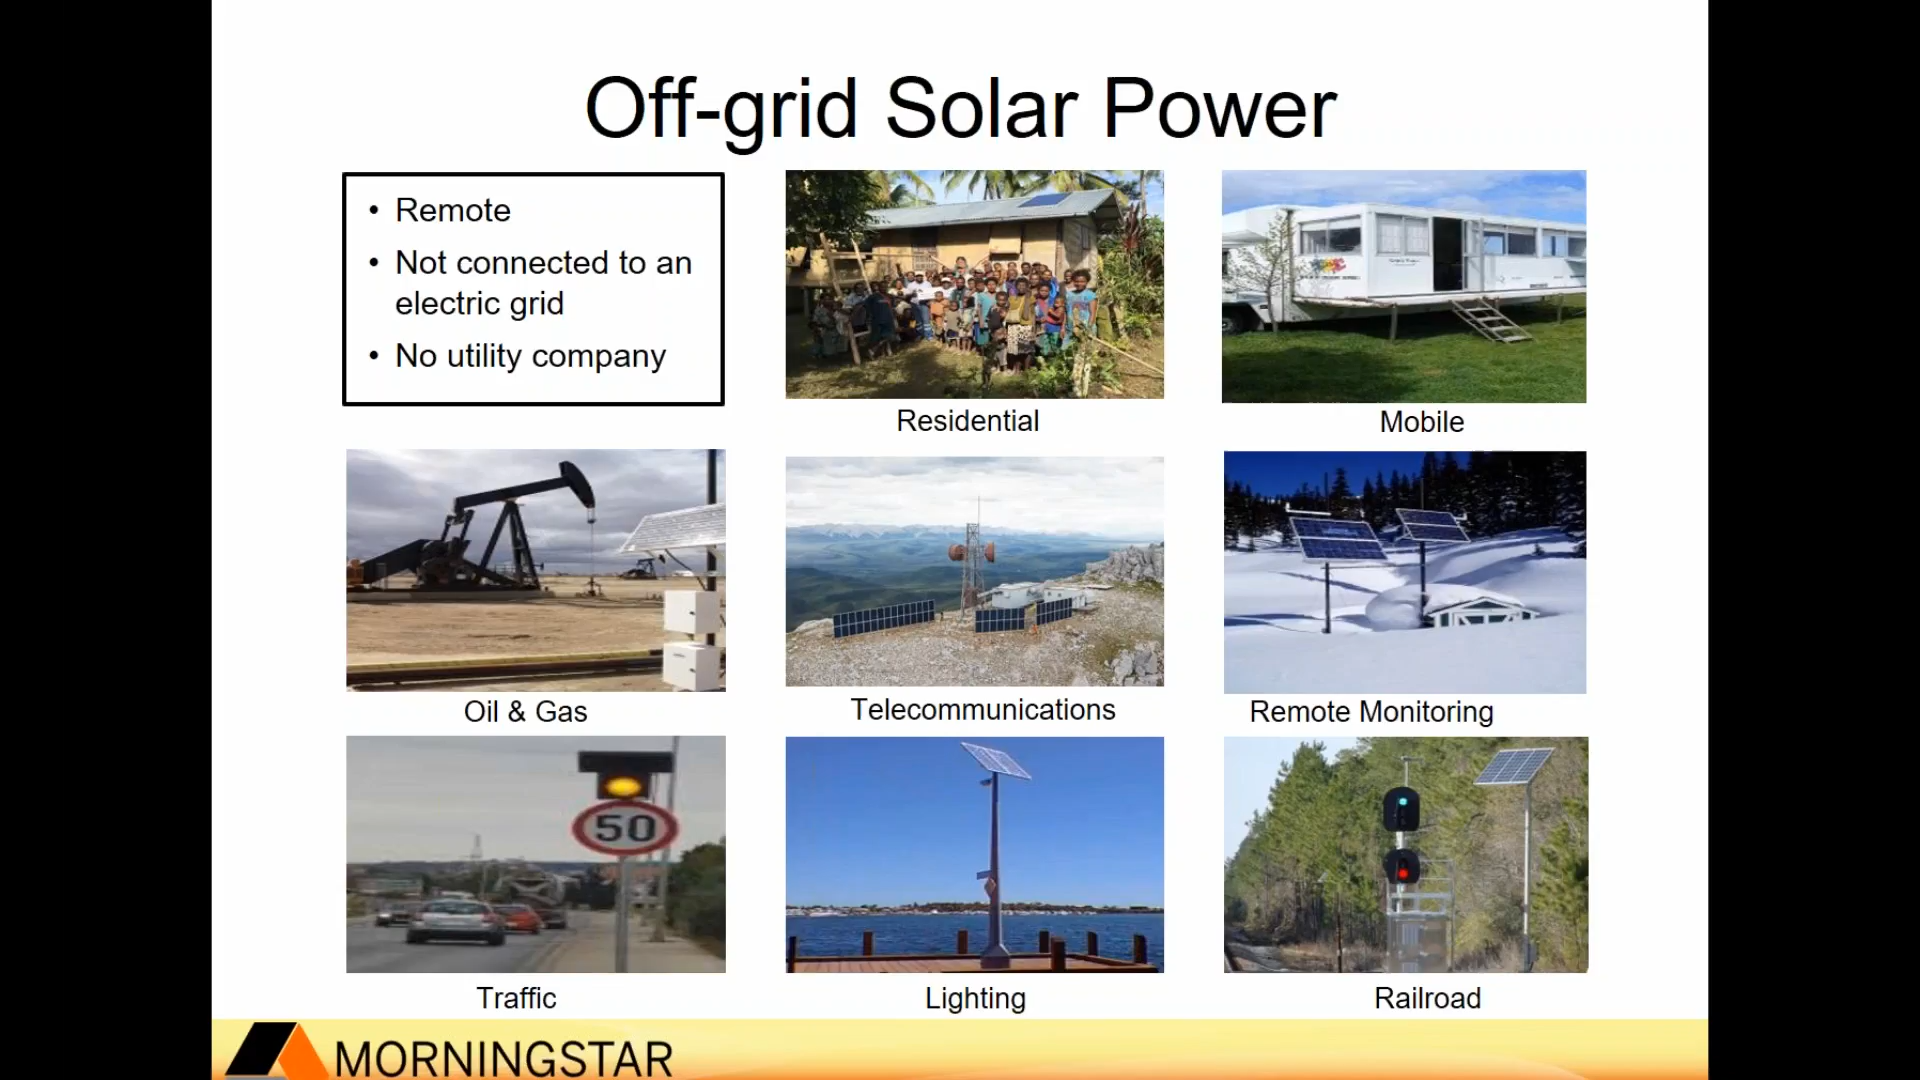 Off-grid Solar Power
• Remote
• Not connected to an
electric grid
• No utility company
Residential
Mobile
Oil & Gas
Telecommunications
Remote Monitoring
50
Traffic
Lighting
Railroad
MORNINGSTAR